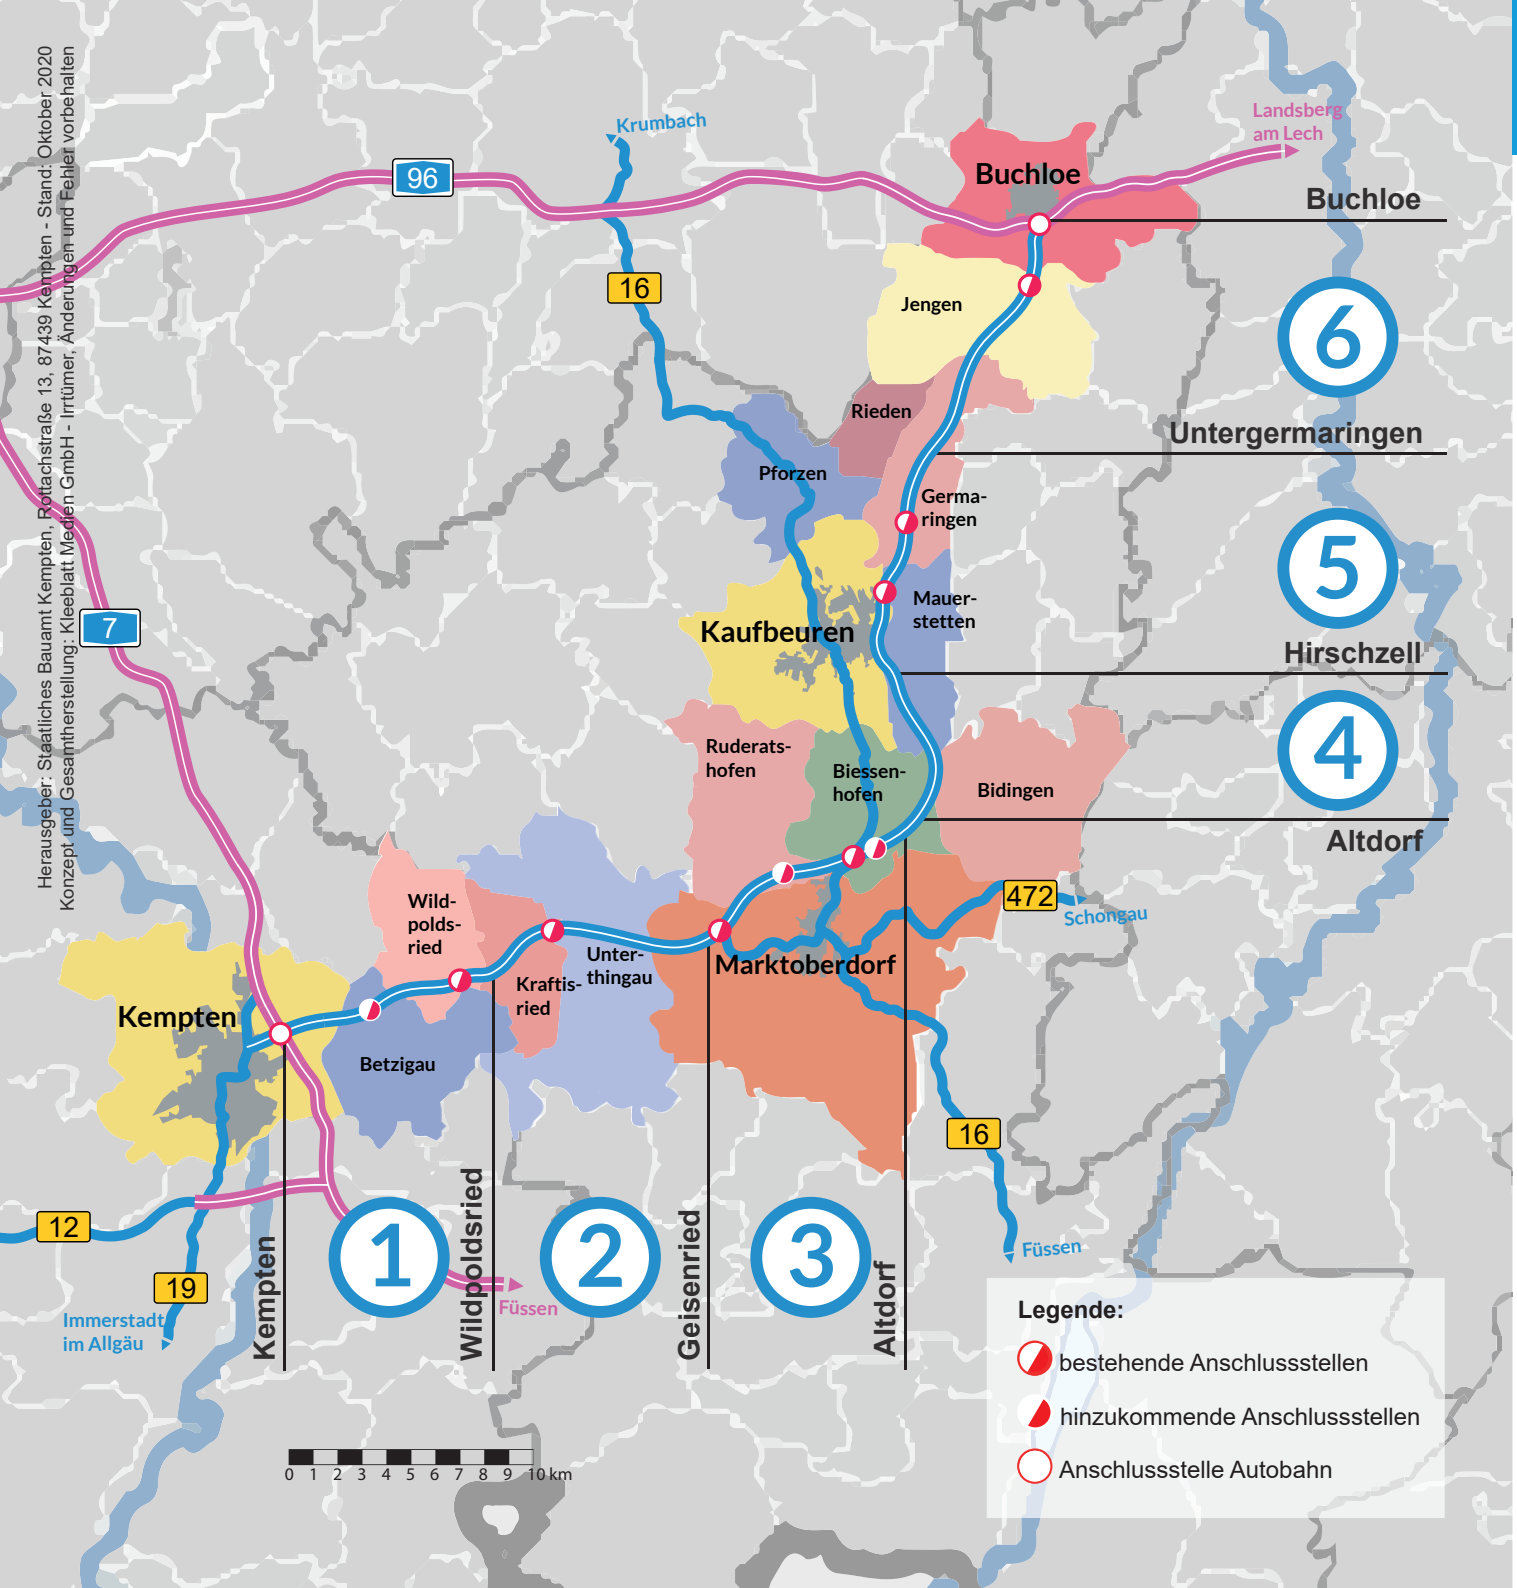 Herausgeber: Staatliches Bauamt Kempten, Rottachstraße 13, 87439 Kempten - Stand: Oktober 2020
Konzept und Gesamtherstellung: Kleeblatt Medien GmbH - Irrtümer, Änderungen und Fehler vorbehalten
Krumbach
Landsberg
am Lech
96
Buchloe
Buchloe
16
Jengen
6
Rieden
Untergermaringen
Pforzen
Germa-
ringen
5
7
Mauer-
stetten
Kaufbeuren
Hirschzell
4
Ruderats-
hofen
Biessen-
hofen
Bidingen
Altdorf
Wild-
polds-
ried
472
Schongau
Unter-
thingau
Marktoberdorf
Kraftis-
ried
Kempten
Betzigau
16
12
19
Immerstadt
im Allgäu
Kempten
1
Wildpoldsried
Füssen
2
Geisenried
3
Altdorf
Füssen
Legende:
bestehende Anschlussstellen
hinzukommende Anschlussstellen
Anschlussstelle Autobahn
0 1 2 3 4 5 6 7 8 9 10 km